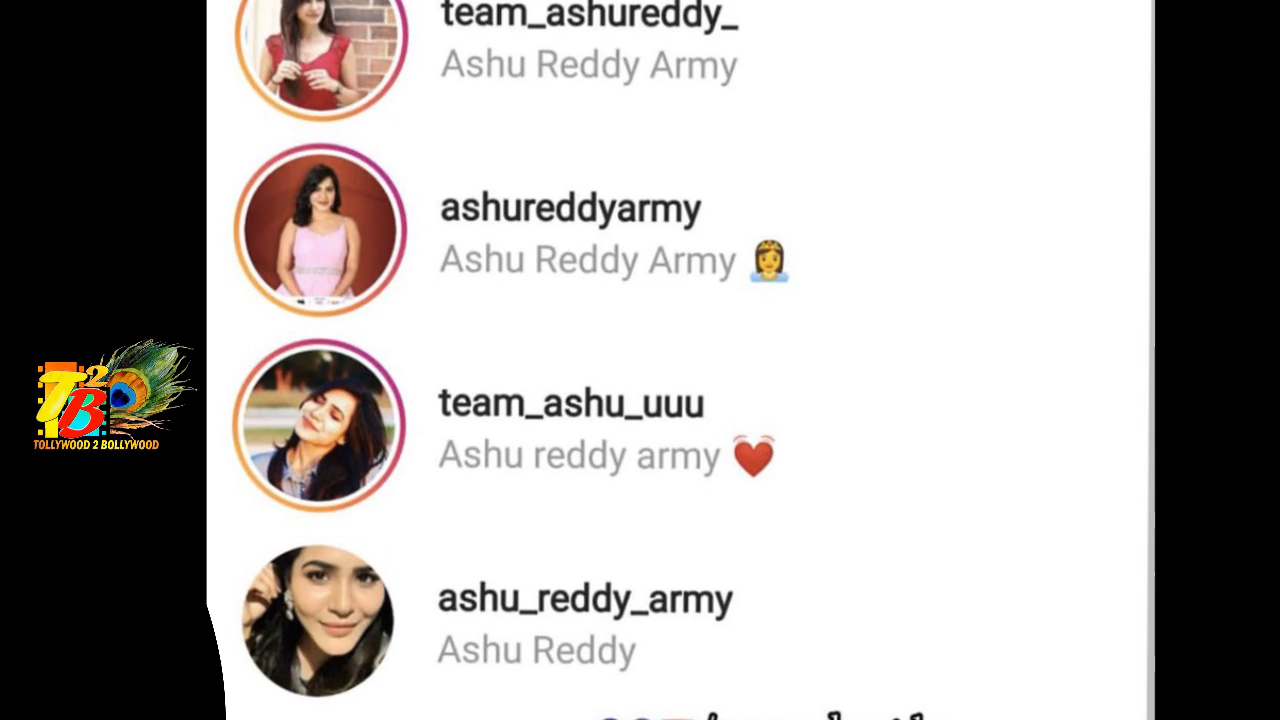 team_ashureddy_
Ashu Reddy Army
ashureddyarmy
Ashu Reddy Army 👸
team_ashu_uuu
Ashu reddy army 💓
ashu_reddy_army
Ashu Reddy
T2B
TOLLYWOOD 2 BOLLYWOOD